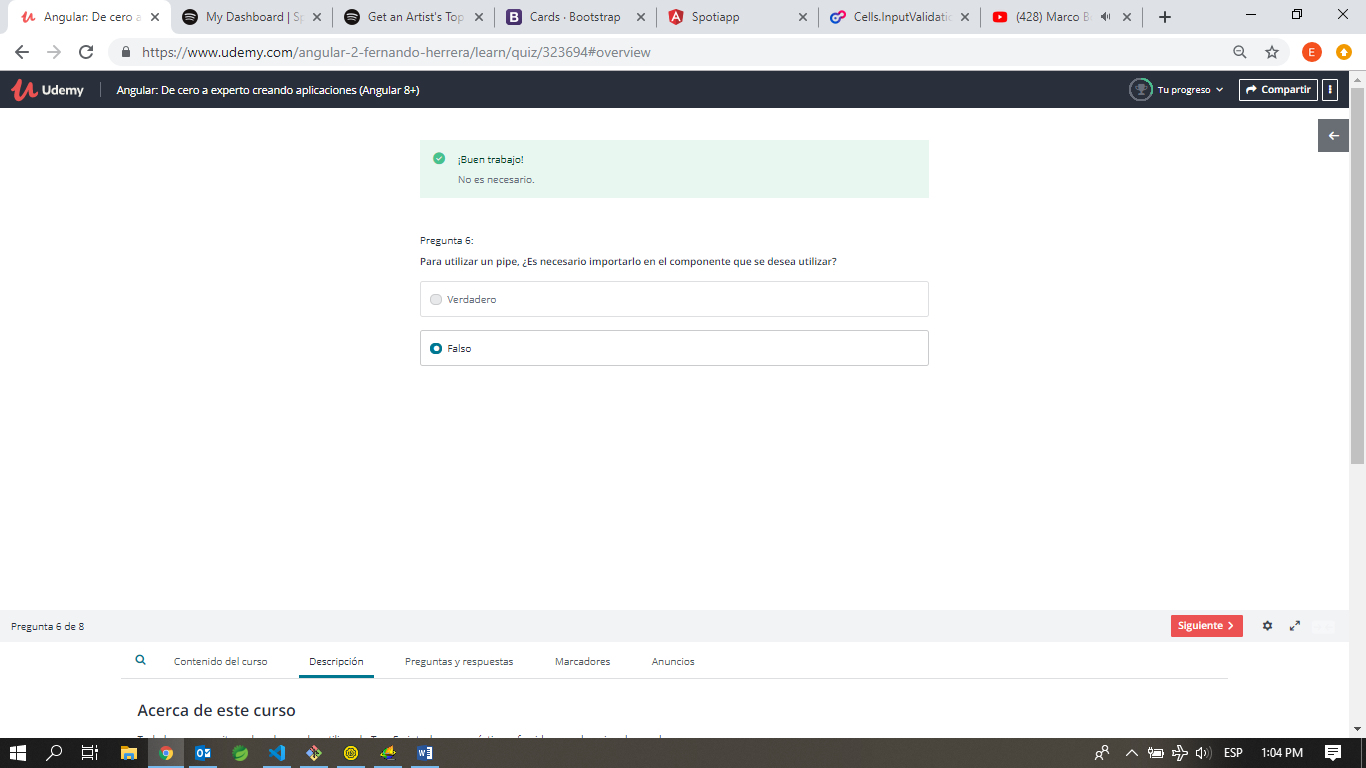 Angular: De cero a
My Dashboard | Sp
Get an Artist's Top
Cards · Bootstrap
Spotiapp
Cells.InputValidati
(428) Marco B
https://www.udemy.com/angular-2-fernando-herrera/learn/quiz/323694#overview
E
Udemy
Angular: De cero a experto creando aplicaciones (Angular 8+)
Tu progreso
Compartir
¡Buen trabajo!
No es necesario.
Pregunta 6:
Para utilizar un pipe, ¿Es necesario importarlo en el componente que se desea utilizar?
Verdadero
Falso
Pregunta 6 de 8
Siguiente
Contenido del curso
Descripción
Preguntas y respuestas
Marcadores
Anuncios
Acerca de este curso
ESP
1:04 PM